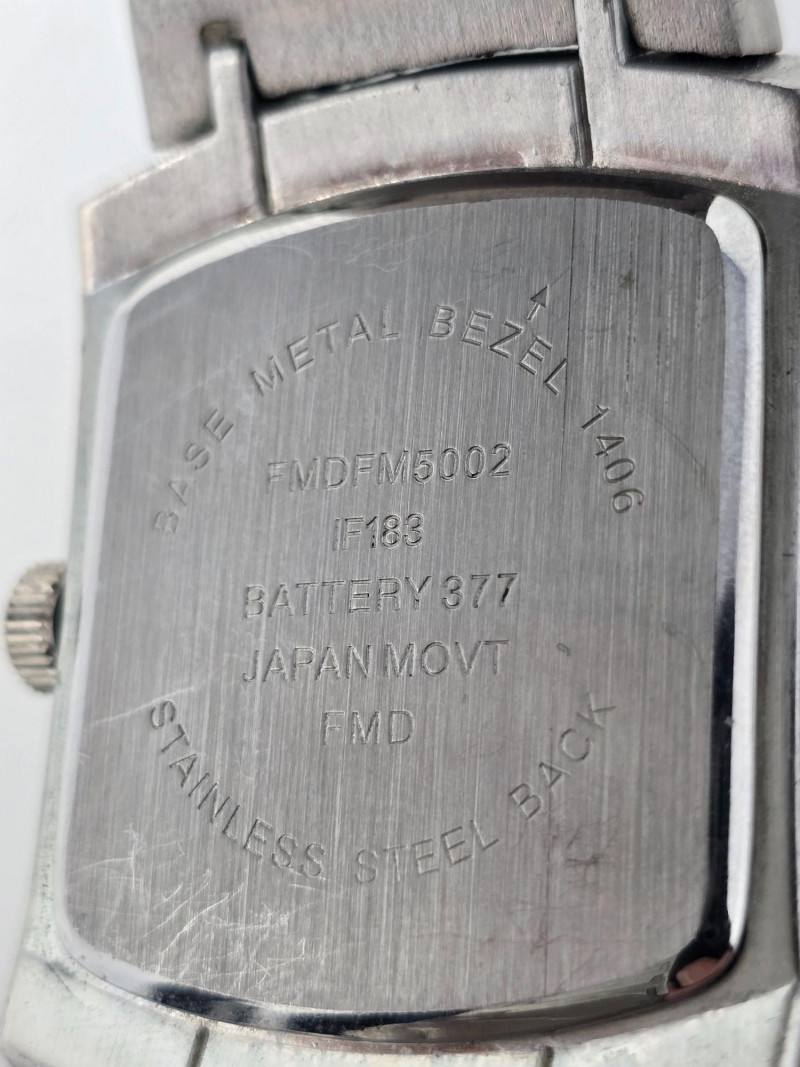 BASE METAL BEZEL 1406
FMDFM5002
IF183
BATTERY 377
JAPAN MOVT
FMD
STAINLESS STEEL BACK